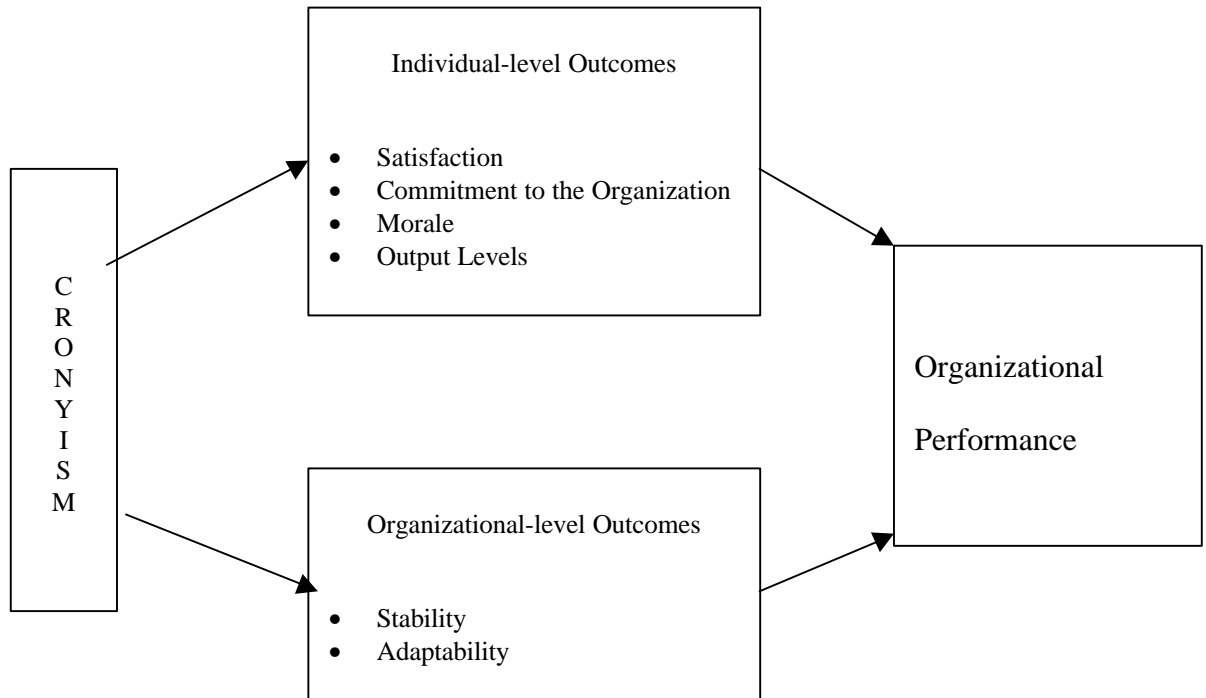 C
R
O
N
Y
I
S
M
Individual-level Outcomes
• Satisfaction
• Commitment to the Organization
• Morale
• Output Levels
Organizational-level Outcomes
• Stability
• Adaptability
Organizational
Performance